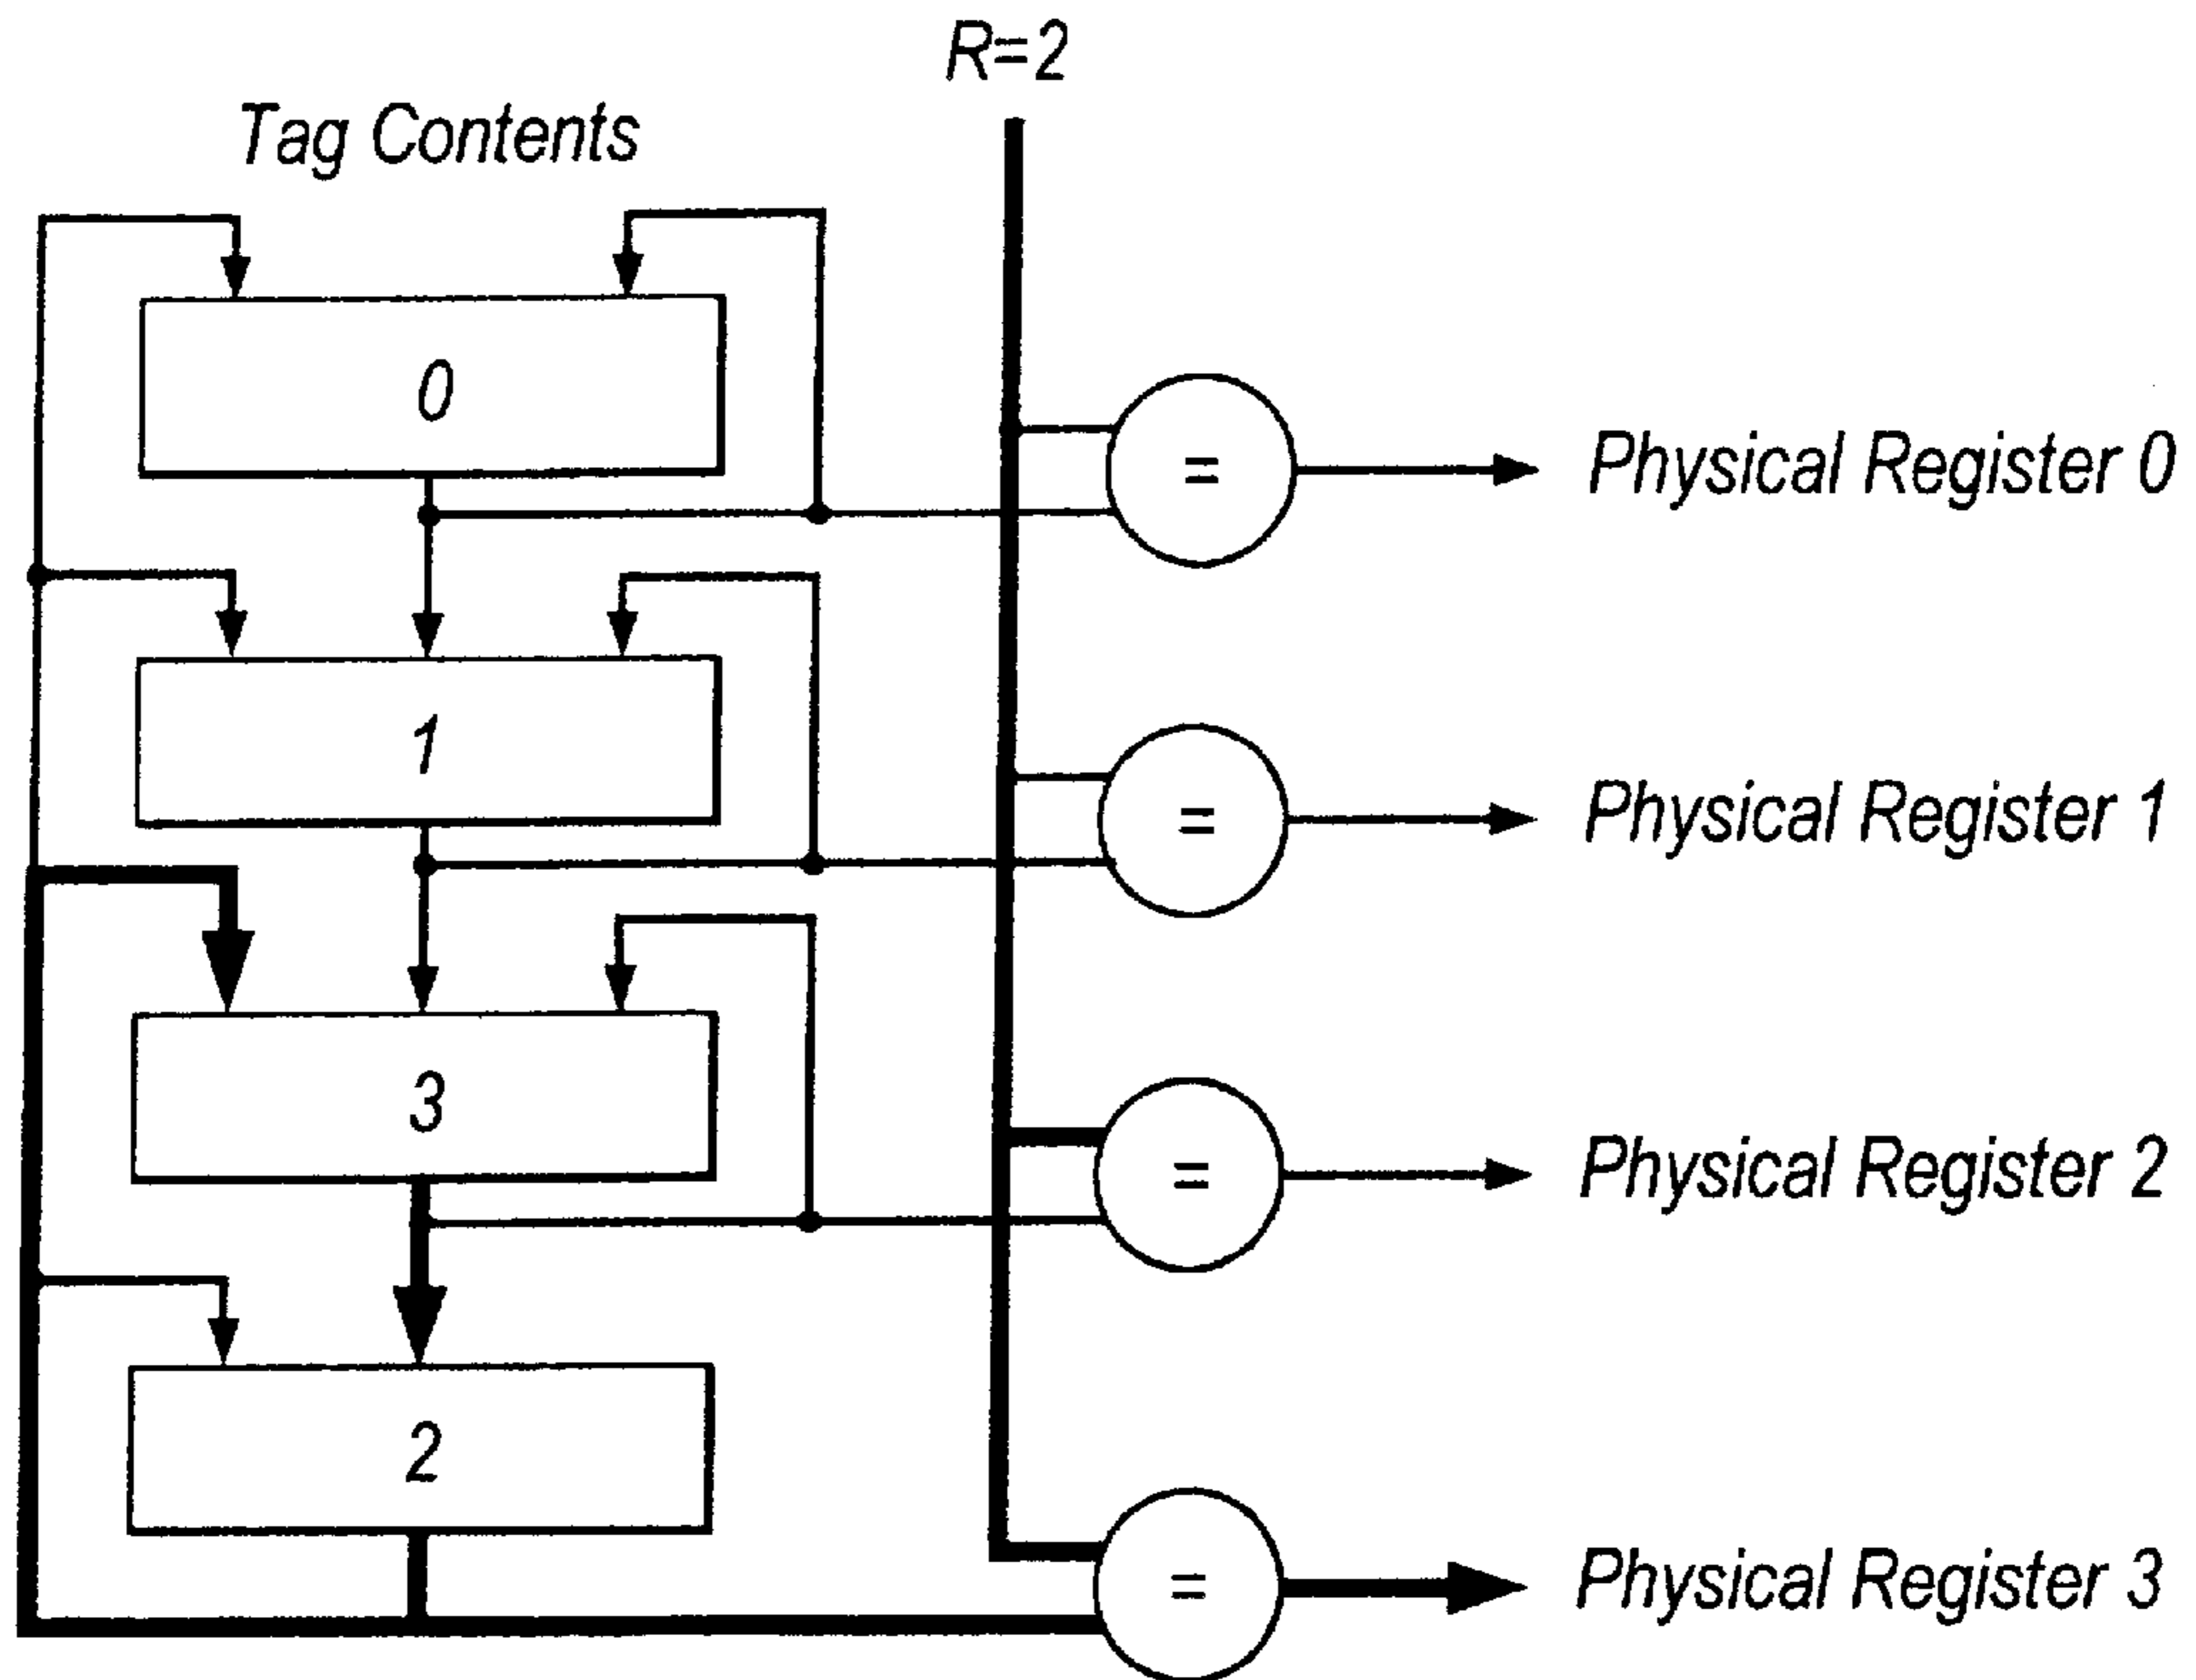 R=2
Tag Contents
0
=
Physical Register 0
1
=
Physical Register 1
3
=
Physical Register 2
2
=
Physical Register 3